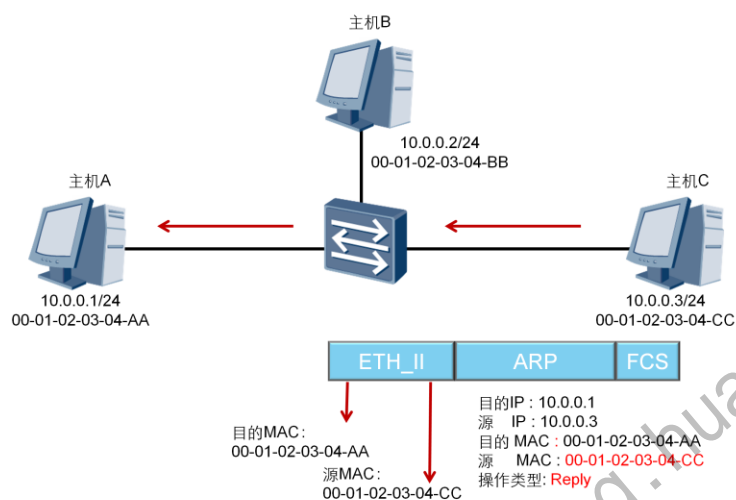 主机B
10.0.0.2/24
00-01-02-03-04-BB
主机A
主机C
10.0.0.1/24
00-01-02-03-04-AA
10.0.0.3/24
00-01-02-03-04-CC
ETH_II
ARP
FCS
目的MAC:
00-01-02-03-04-AA
源MAC:
00-01-02-03-04-CC
目的IP : 10.0.0.1
源 IP : 10.0.0.3
目的 MAC : 00-01-02-03-04-AA
源 MAC : 00-01-02-03-04-CC
操作类型: Reply
g.hua